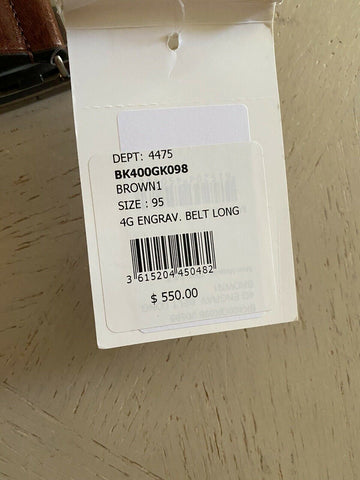 DEPT: 4475
BK400GK098
BROWN1
SIZE : 95
4G ENGRAV. BELT LONG
3 615204 450482
$ 550.00